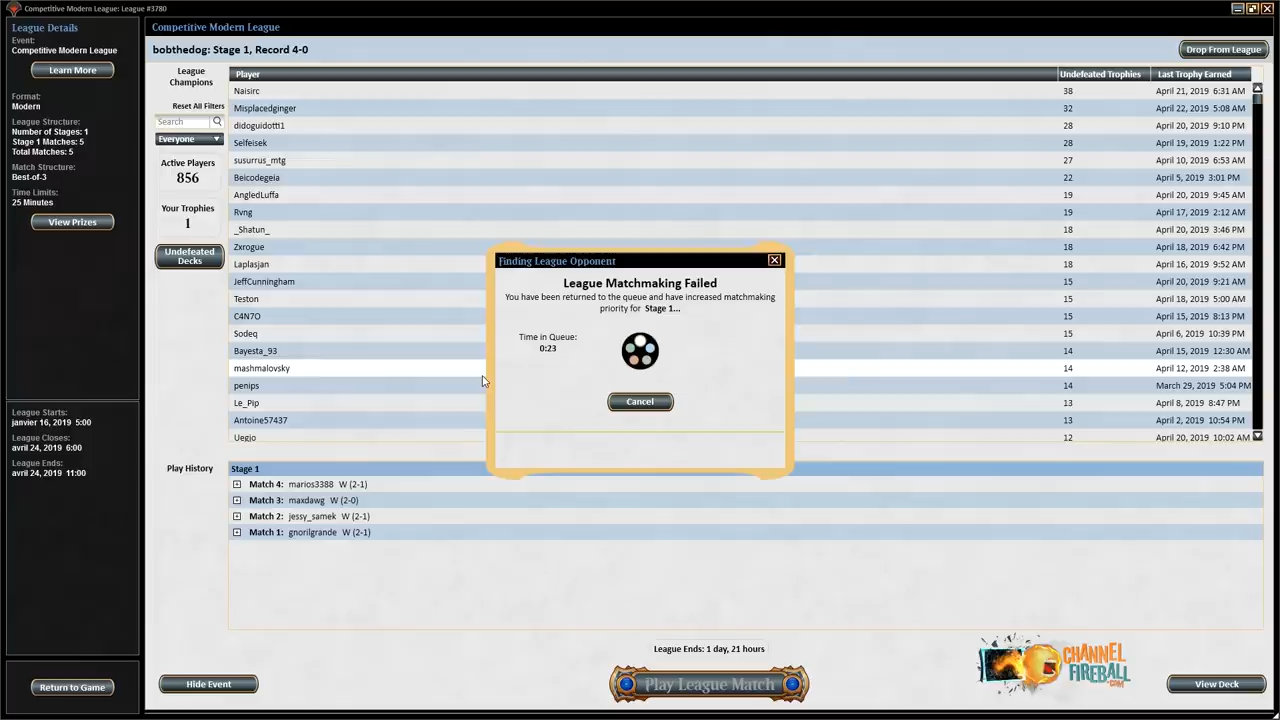 Competitive Modern League: League #3780
League Details
Event:
Competitive Modern League
Learn More
Format:
Modern
League Structure:
Number of Stages: 1
Stage 1 Matches: 5
Total Matches: 5
Match Structure:
Best-of-3
Time Limits:
25 Minutes
View Prizes
League Starts:
janvier 16, 2019 5:00
League Closes:
avril 24, 2019 6:00
League Ends:
avril 24, 2019 11:00
Return to Game
Competitive Modern League
bobthedog: Stage 1, Record 4-0
Drop From League
League
Champions
Reset All Filters
Search
Everyone
Active Players
856
Your Trophies
1
Undefeated
Decks
Player Undefeated Trophies Last Trophy Earned
Naisirc 38 April 21, 2019 6:31 AM
Misplacedginger 32 April 22, 2019 5:08 AM
didoguidotti1 28 April 20, 2019 9:10 PM
Selfeisek 28 April 19, 2019 1:22 PM
susurrus_mtg 27 April 10, 2019 6:53 AM
Beicodegeia 22 April 5, 2019 3:01 PM
AngledLuffa 19 April 20, 2019 9:45 AM
Rvng 19 April 17, 2019 2:12 AM
_Shatun_ 18 April 20, 2019 3:46 PM
Zxrogue 18 April 18, 2019 6:42 PM
Laplasjan 18 April 16, 2019 9:52 AM
JeffCunningham 15 April 20, 2019 9:21 AM
Teston 15 April 18, 2019 5:00 AM
C4N7O 15 April 15, 2019 8:13 PM
Sodeq 15 April 6, 2019 10:39 PM
Bayesta_93 14 April 15, 2019 12:30 AM
mashmalovsky 14 April 12, 2019 2:38 AM
penips 14 March 29, 2019 5:04 PM
Le_Pip 13 April 8, 2019 8:47 PM
Antoine57437 13 April 2, 2019 10:54 PM
12 April 20, 2019 10:02 AM
Finding League Opponent
League Matchmaking Failed
You have been returned to the queue and have increased matchmaking
priority for Stage 1...
Time in Queue:
0:23
Cancel
Play History
Stage 1
Match 4: marios3388 W (2-1)
Match 3: maxdawg W (2-0)
Match 2: jessy_samek W (2-1)
Match 1: gnorilgrande W (2-1)
League Ends: 1 day, 21 hours
Hide Event
Play League Match
CHANNEL
FIREBALL
.COM
View Deck